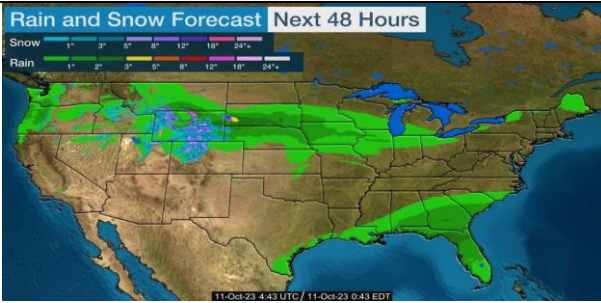 Rain and Snow Forecast Next 48 Hours
Snow 1" 3" 5" 8" 12" 18" 24"+
Rain 1" 2" 3" 5" 8" 12" 18" 24"+
11-Oct-23 4:43 UTC / 11-Oct-23 0:43 EDT